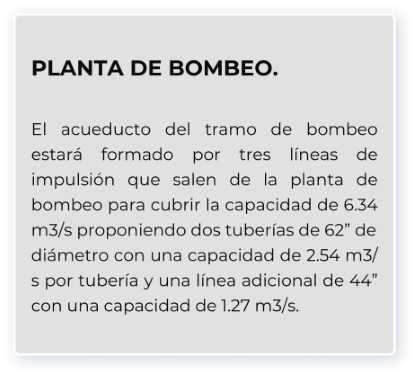 PLANTA DE BOMBEO.
El acueducto del tramo de bombeo
estará formado por tres líneas de
impulsión que salen de la planta de
bombeo para cubrir la capacidad de 6.34
m3/s proponiendo dos tuberías de 62” de
diámetro con una capacidad de 2.54 m3/
s por tubería y una línea adicional de 44”
con una capacidad de 1.27 m3/s.